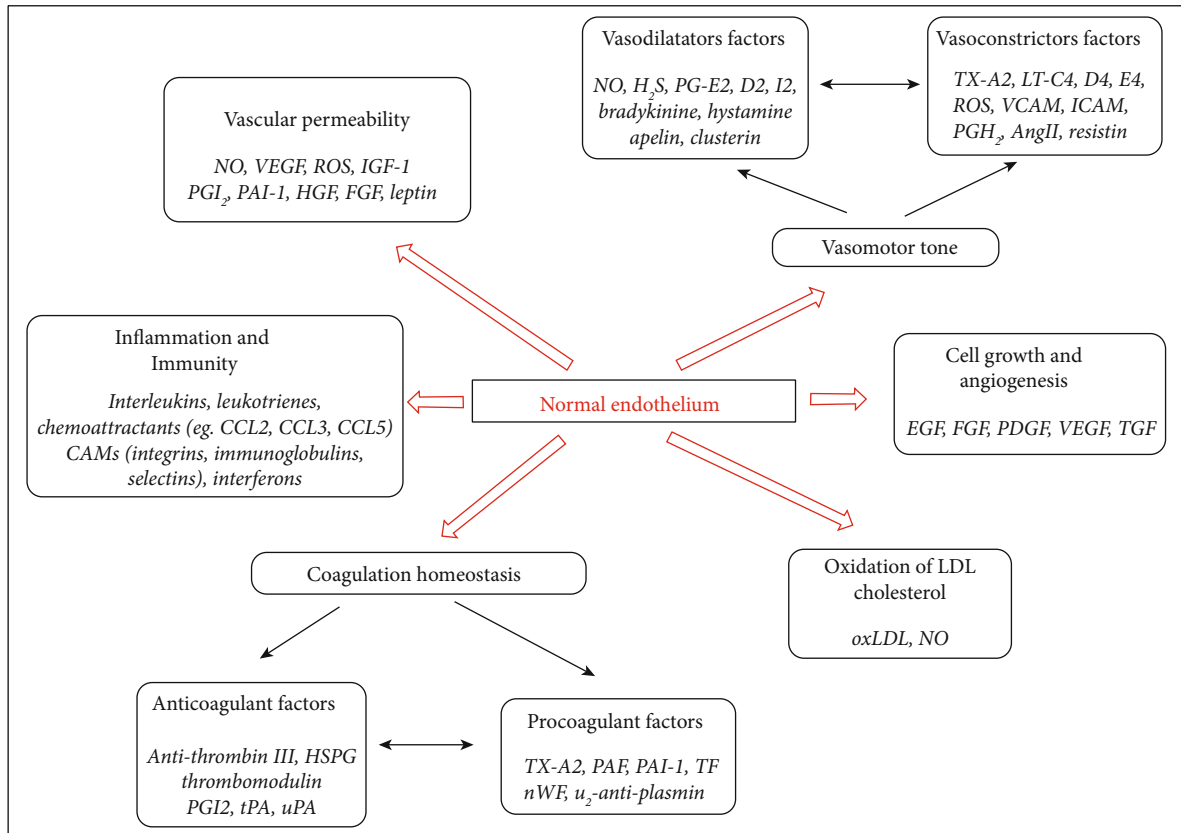 Vasodilatators factors
NO, H₂S, PG-E2, D2, I2,
bradykinine, hystamine
apelin, clusterin
Vasoconstrictors factors
TX-A2, LT-C4, D4, E4,
ROS, VCAM, ICAM,
PGH₂, AngII, resistin
Vascular permeability
NO, VEGF, ROS, IGF-1
PGI₂, PAI-1, HGF, FGF, leptin
Vasomotor tone
Inflammation and
Immunity
Interleukins, leukotrienes,
chemoattractants (eg. CCL2, CCL3, CCL5)
CAMs (integrins, immunoglobulins,
selectins), interferons
Normal endothelium
Cell growth and
angiogenesis
EGF, FGF, PDGF, VEGF, TGF
Coagulation homeostasis
Oxidation of LDL
cholesterol
oxLDL, NO
Anticoagulant factors
Anti-thrombin III, HSPG
thrombomodulin
PGI2, tPA, uPA
Procoagulant factors
TX-A2, PAF, PAI-1, TF
nWF, u₂-anti-plasmin